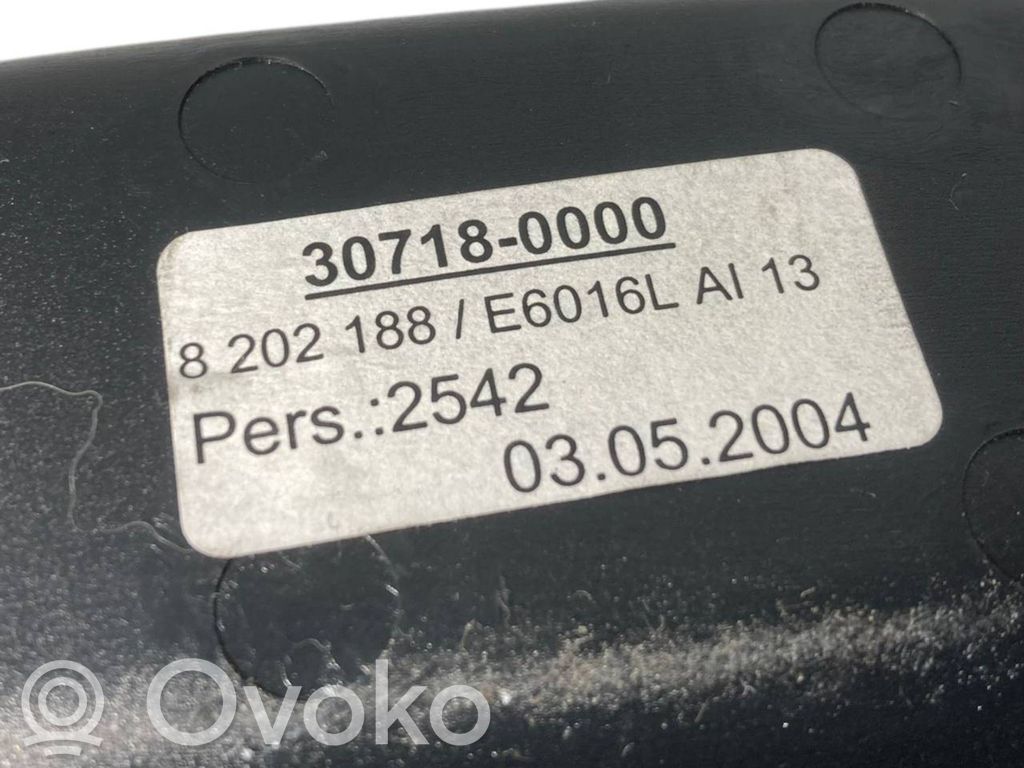 30718-0000
8 202 188 / E6016L AI 13
Pers.:2542
03.05.2004
Ovoko